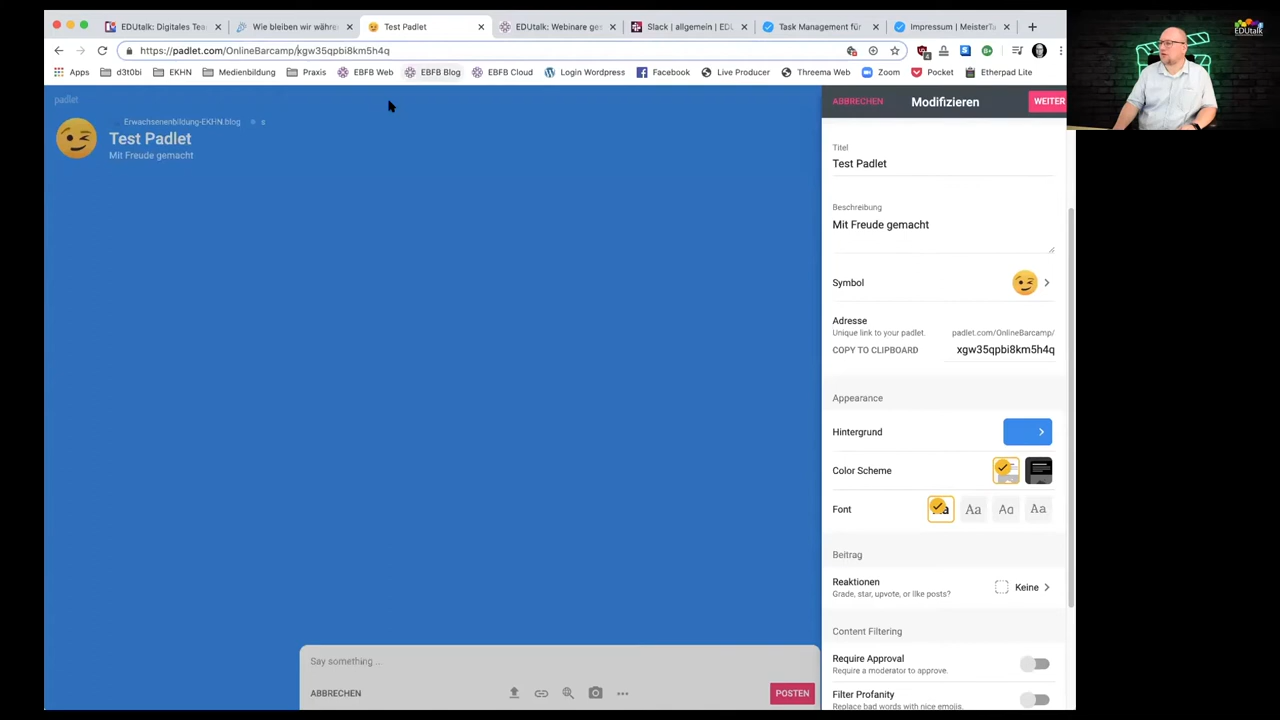 EDUtalk: Digitales Tea
Wie bleiben wir währe
Test Padlet
EDUtalk: Webinare ges
Slack | allgemein | EDU
Task Management für
Impressum | MeisterTa
https://padlet.com/OnlineBarcamp/xgw35qpbi8km5h4q
4
Apps
d3t0bi
EKHN
Medienbildung
Praxis
EBFB Web
EBFB Blog
EBFB Cloud
Login Wordpress
Facebook
Live Producer
Threema Web
Zoom
Pocket
Etherpad Lite
EDUtalk
padlet
Erwachsenenbildung-EKHN.blog
Test Padlet
Mit Freude gemacht
ABBRECHEN
Modifizieren
WEITER
Titel
Test Padlet
Beschreibung
Mit Freude gemacht
Symbol
Adresse
Unique link to your padlet.
padlet.com/OnlineBarcamp/
COPY TO CLIPBOARD
xgw35qpbi8km5h4q
Appearance
Hintergrund
Color Scheme
Font
Aa
Aa
Aa
Beitrag
Reaktionen
Grade, star, upvote, or like posts?
Keine
Content Filtering
Require Approval
Require a moderator to approve.
Filter Profanity
Replace bad words with nice emojis.
Say something ...
ABBRECHEN
POSTEN